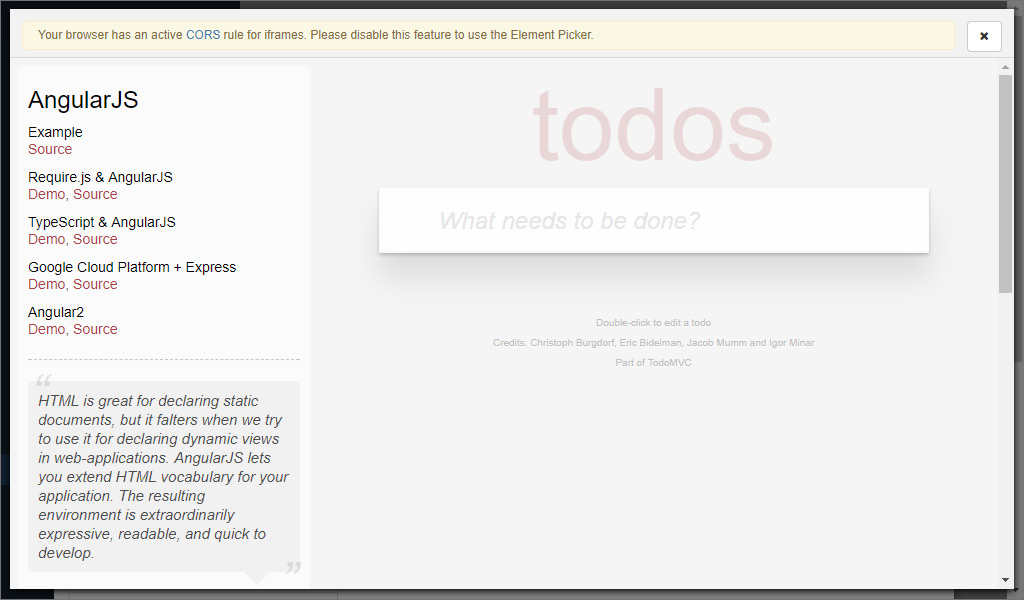 Your browser has an active CORS rule for iframes. Please disable this feature to use the Element Picker.
AngularJS
Example
Source
Require.js & AngularJS
Demo, Source
TypeScript & AngularJS
Demo, Source
Google Cloud Platform + Express
Demo, Source
Angular2
Demo, Source
“
HTML is great for declaring static
documents, but it falters when we try
to use it for declaring dynamic views
in web-applications. AngularJS lets
you extend HTML vocabulary for your
application. The resulting
environment is extraordinarily
expressive, readable, and quick to
develop.
”
todos
What needs to be done?
Double-click to edit a todo
Credits: Christoph Burgdorf, Eric Bidelman, Jacob Mumm and Igor Minar
Part of TodoMVC